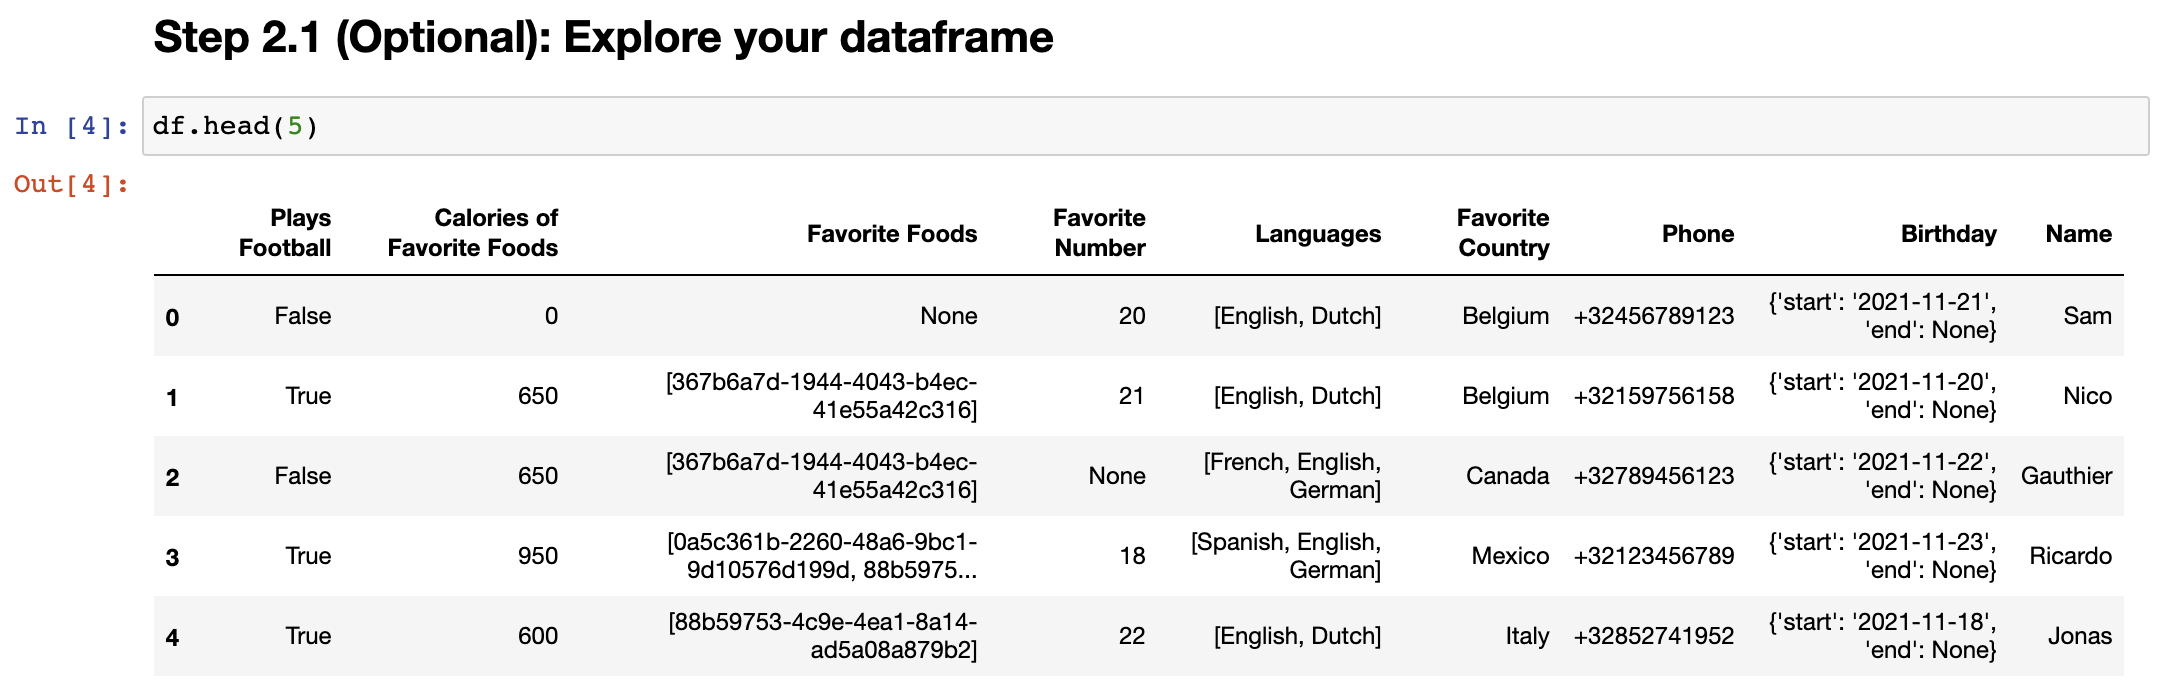 Step 2.1 (Optional): Explore your dataframe
In [4]: df.head(5)
Out[4]:
Plays Football Calories of Favorite Foods Favorite Foods Favorite Number Languages Favorite Country Phone Birthday Name
0 False 0 None 20 [English, Dutch] Belgium +32456789123 {'start': '2021-11-21', 'end': None} Sam
1 True 650 [367b6a7d-1944-4043-b4ec-41e55a42c316] 21 [English, Dutch] Belgium +32159756158 {'start': '2021-11-20', 'end': None} Nico
2 False 650 [367b6a7d-1944-4043-b4ec-41e55a42c316] None [French, English, German] Canada +32789456123 {'start': '2021-11-22', 'end': None} Gauthier
3 True 950 [0a5c361b-2260-48a6-9bc1-9d10576d199d, 88b5975... 18 [Spanish, English, German] Mexico +32123456789 {'start': '2021-11-23', 'end': None} Ricardo
4 True 600 [88b59753-4c9e-4ea1-8a14-ad5a08a879b2] 22 [English, Dutch] Italy +32852741952 {'start': '2021-11-18', 'end': None} Jonas